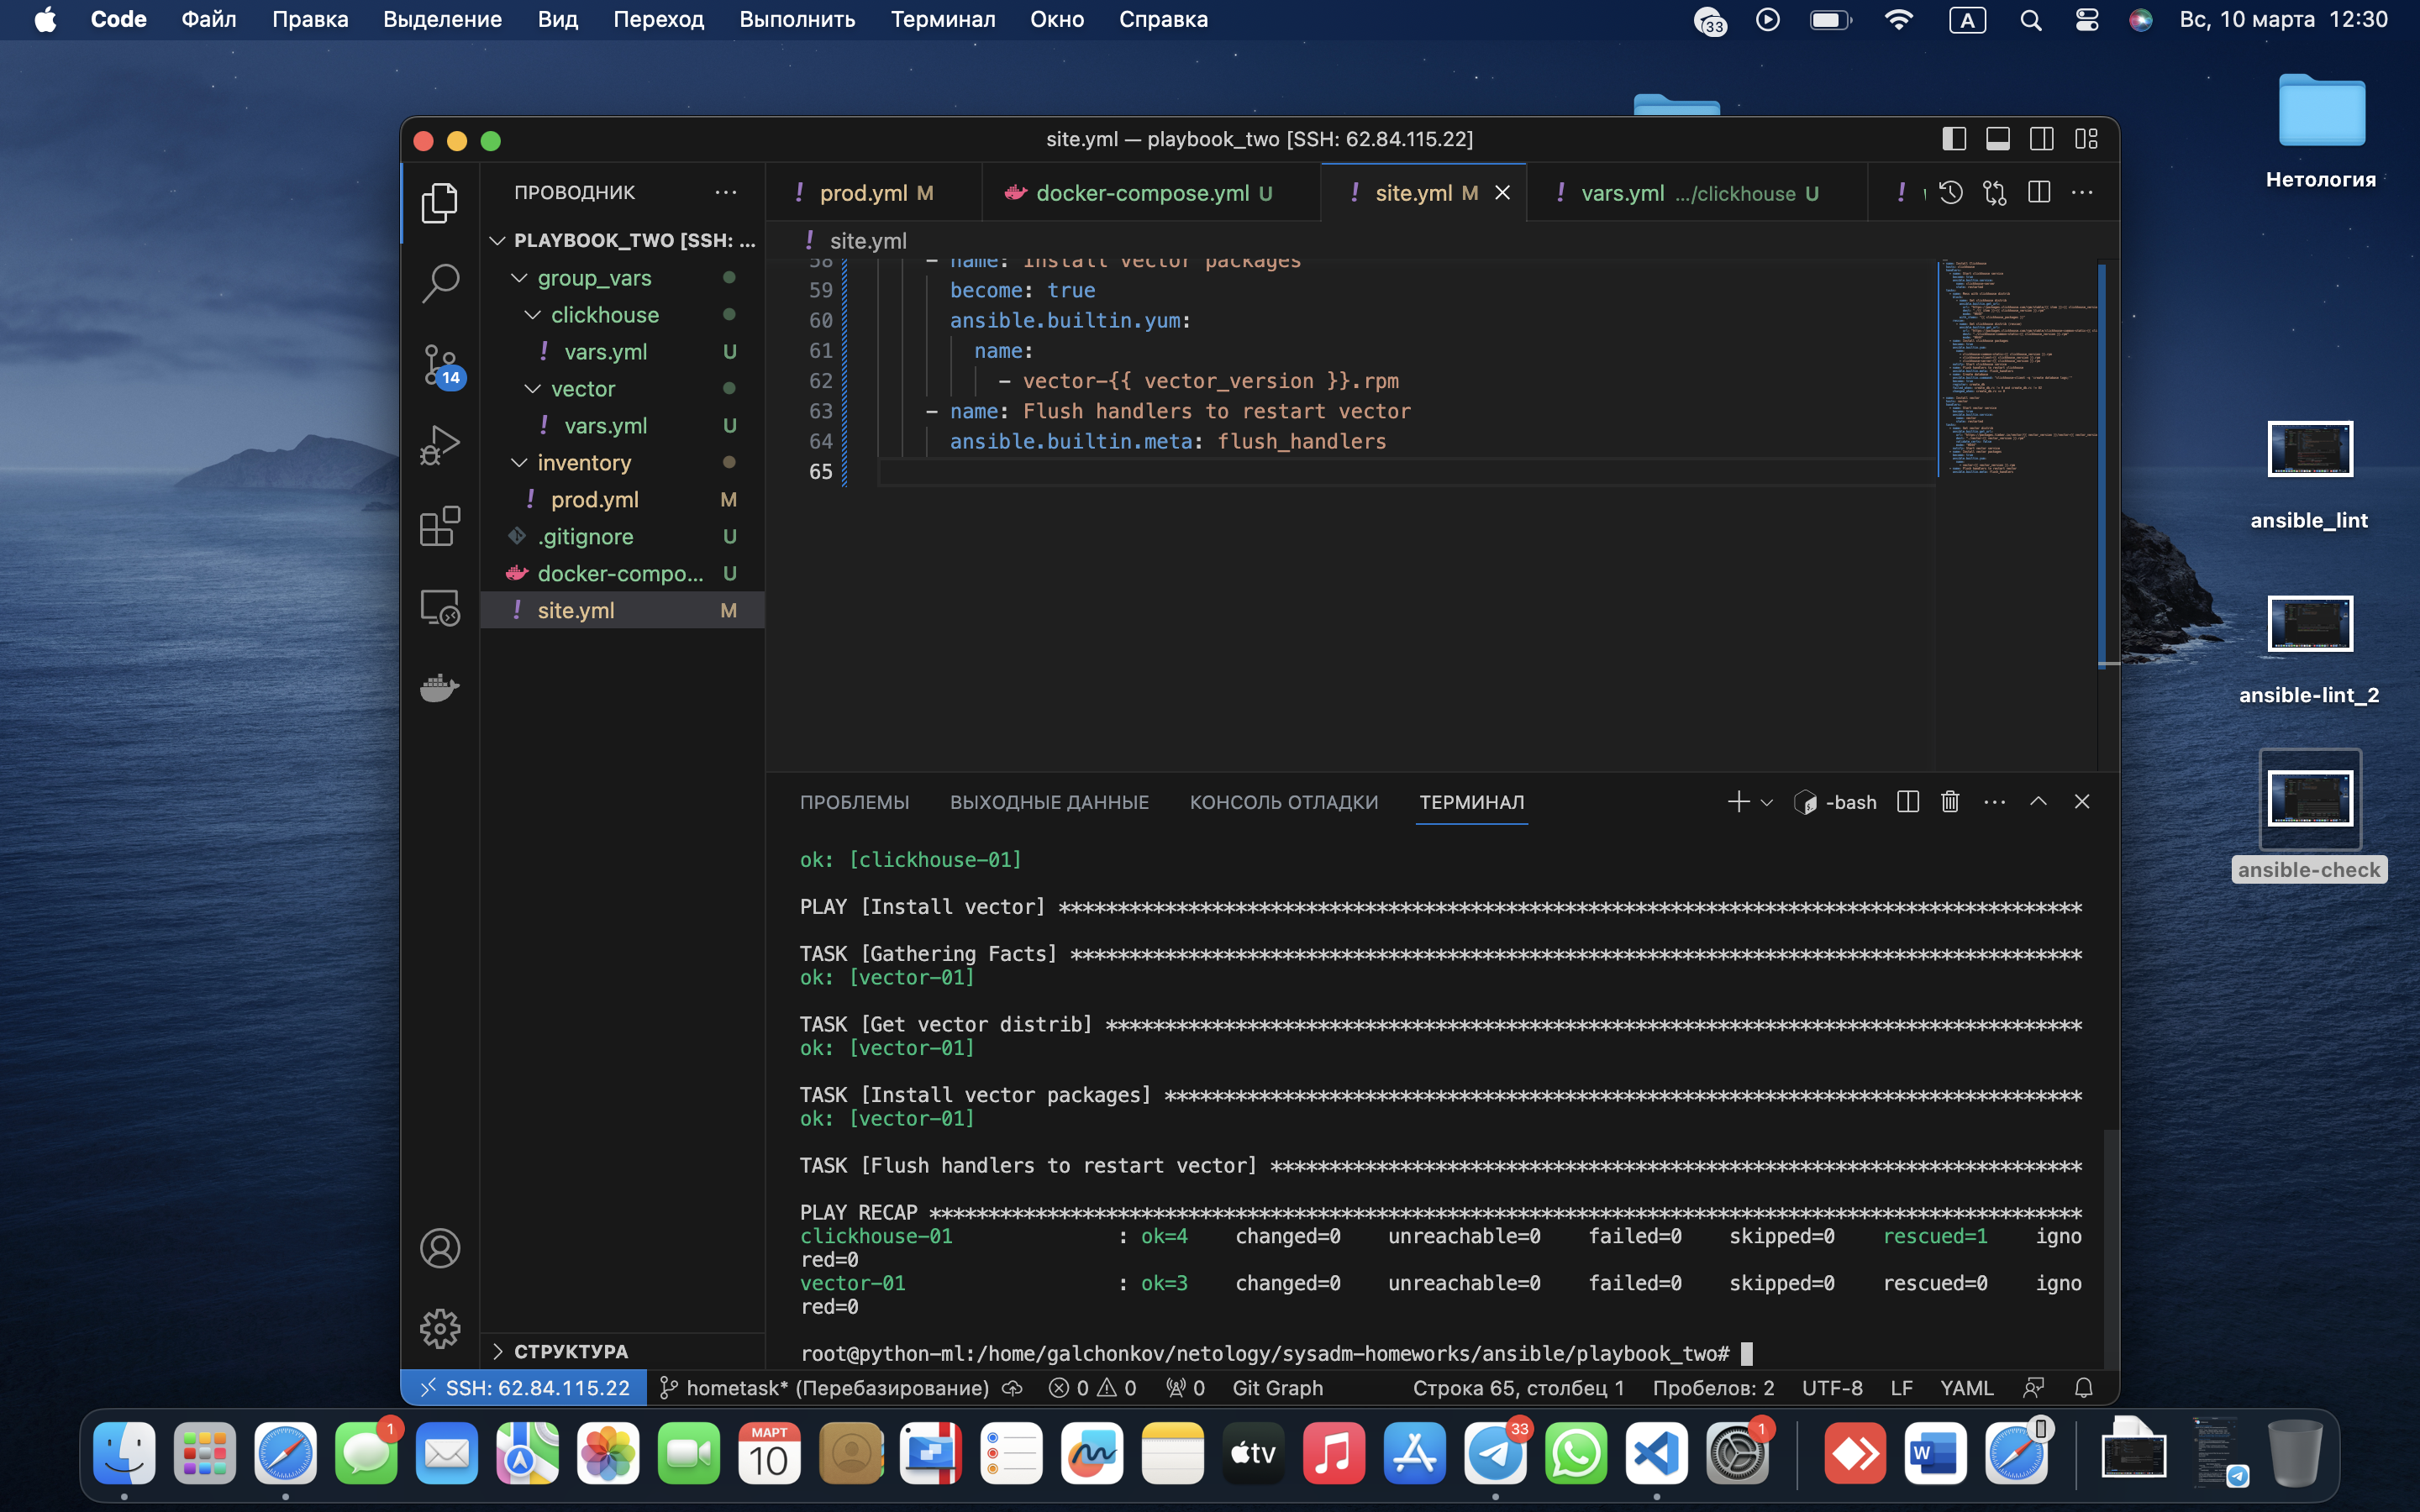 Code Файл Правка Выделение Вид Переход Выполнить Терминал Окно Справка
33 A Вс, 10 марта 12:30
Нетология
ansible_lint
ansible-lint_2
ansible-check
site.yml — playbook_two [SSH: 62.84.115.22]
ПРОВОДНИК ...
PLAYBOOK_TWO [SSH: ...
group_vars
clickhouse
! vars.yml U
vector
! vars.yml U
inventory
! prod.yml M
.gitignore U
docker-compo... U
! site.yml M
СТРУКТУРА
14
! prod.yml M docker-compose.yml U ! site.yml M ! vars.yml .../clickhouse U !
! site.yml
58 - name: Install vector packages
59 become: true
60 ansible.builtin.yum:
61 name:
62 - vector-{{ vector_version }}.rpm
63 - name: Flush handlers to restart vector
64 ansible.builtin.meta: flush_handlers
65
ПРОБЛЕМЫ ВЫХОДНЫЕ ДАННЫЕ КОНСОЛЬ ОТЛАДКИ ТЕРМИНАЛ -bash
ok: [clickhouse-01]
PLAY [Install vector] ***************************************************************************************
TASK [Gathering Facts] **************************************************************************************
ok: [vector-01]
TASK [Get vector distrib] ***********************************************************************************
ok: [vector-01]
TASK [Install vector packages] ******************************************************************************
ok: [vector-01]
TASK [Flush handlers to restart vector] *********************************************************************
PLAY RECAP **************************************************************************************************
clickhouse-01 : ok=4 changed=0 unreachable=0 failed=0 skipped=0 rescued=1 igno
red=0
vector-01 : ok=3 changed=0 unreachable=0 failed=0 skipped=0 rescued=0 igno
red=0
root@python-ml:/home/galchonkov/netology/sysadm-homeworks/ansible/playbook_two#
SSH: 62.84.115.22 hometask* (Перебазирование) 0 0 0 Git Graph Строка 65, столбец 1 Пробелов: 2 UTF-8 LF YAML
1 МАРТ 10 tv 33 1 W